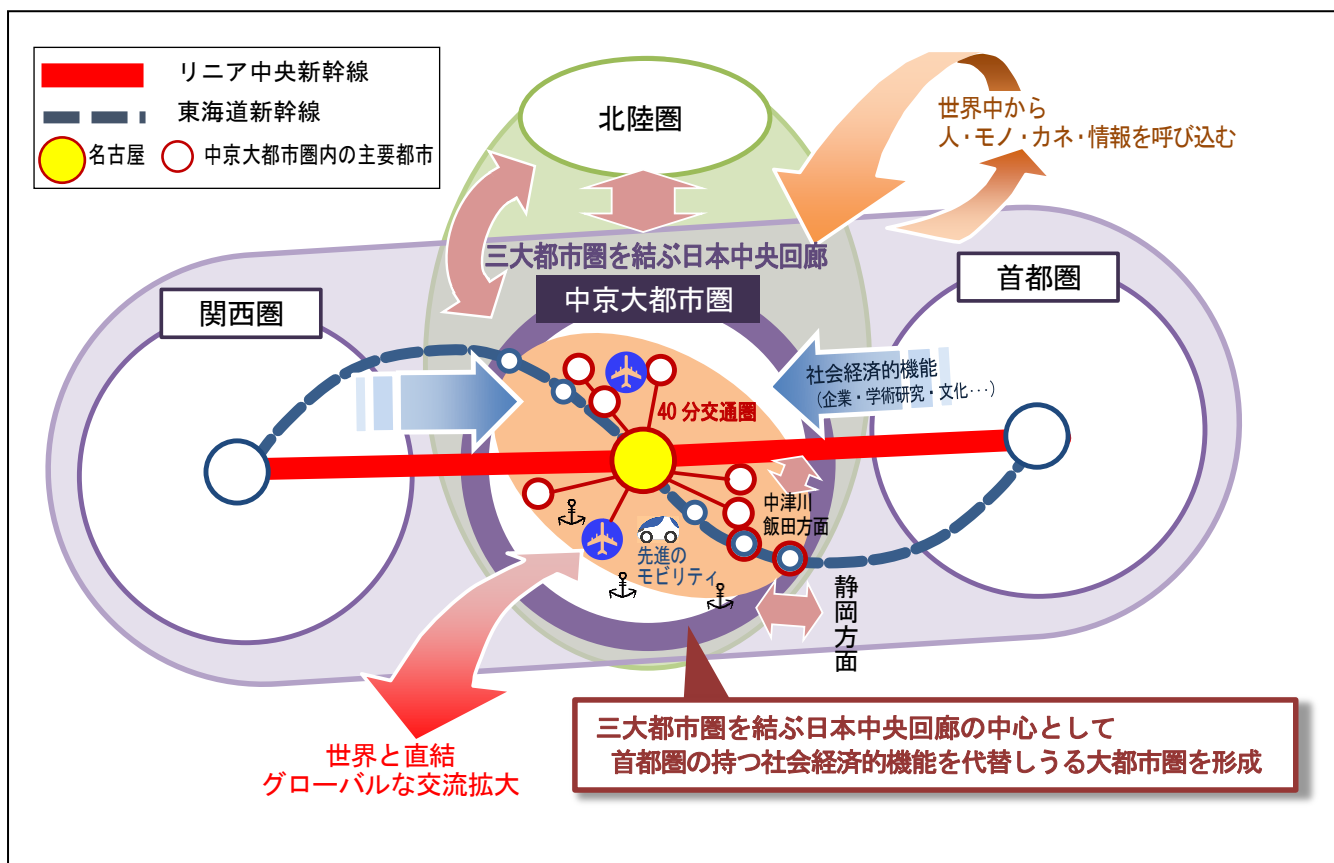 リニア中央新幹線
東海道新幹線
名古屋
中京大都市圏内の主要都市
北陸圏
世界中から
人・モノ・カネ・情報を呼び込む
三大都市圏を結ぶ日本中央回廊
中京大都市圏
関西圏
首都圏
社会経済的機能
（企業・学術研究・文化･･･）
40分交通圏
中津川
飯田方面
先進の
モビリティ
静岡方面
世界と直結
グローバルな交流拡大
三大都市圏を結ぶ日本中央回廊の中心として
首都圏の持つ社会経済的機能を代替しうる大都市圏を形成